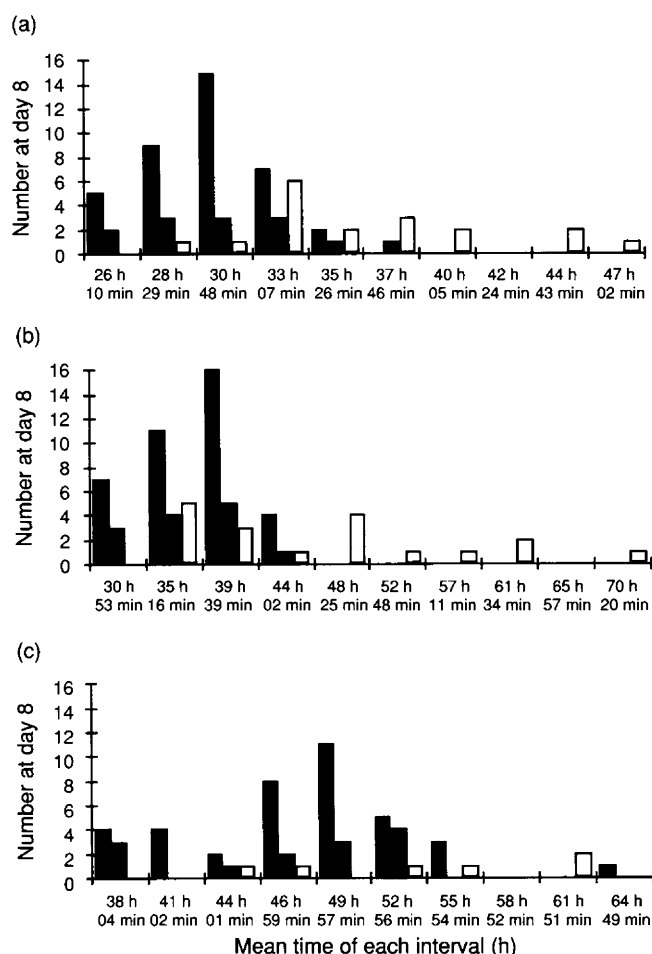 (a)
Number at day 8
16
14
12
10
8
6
4
2
0
26 h 28 h 30 h 33 h 35 h 37 h 40 h 42 h 44 h 47 h
10 min 29 min 48 min 07 min 26 min 46 min 05 min 24 min 43 min 02 min
(b)
Number at day 8
16
14
12
10
8
6
4
2
0
30 h 35 h 39 h 44 h 48 h 52 h 57 h 61 h 65 h 70 h
53 min 16 min 39 min 02 min 25 min 48 min 11 min 34 min 57 min 20 min
(c)
Number at day 8
16
14
12
10
8
6
4
2
0
38 h 41 h 44 h 46 h 49 h 52 h 55 h 58 h 61 h 64 h
04 min 02 min 01 min 59 min 57 min 56 min 54 min 52 min 51 min 49 min
Mean time of each interval (h)